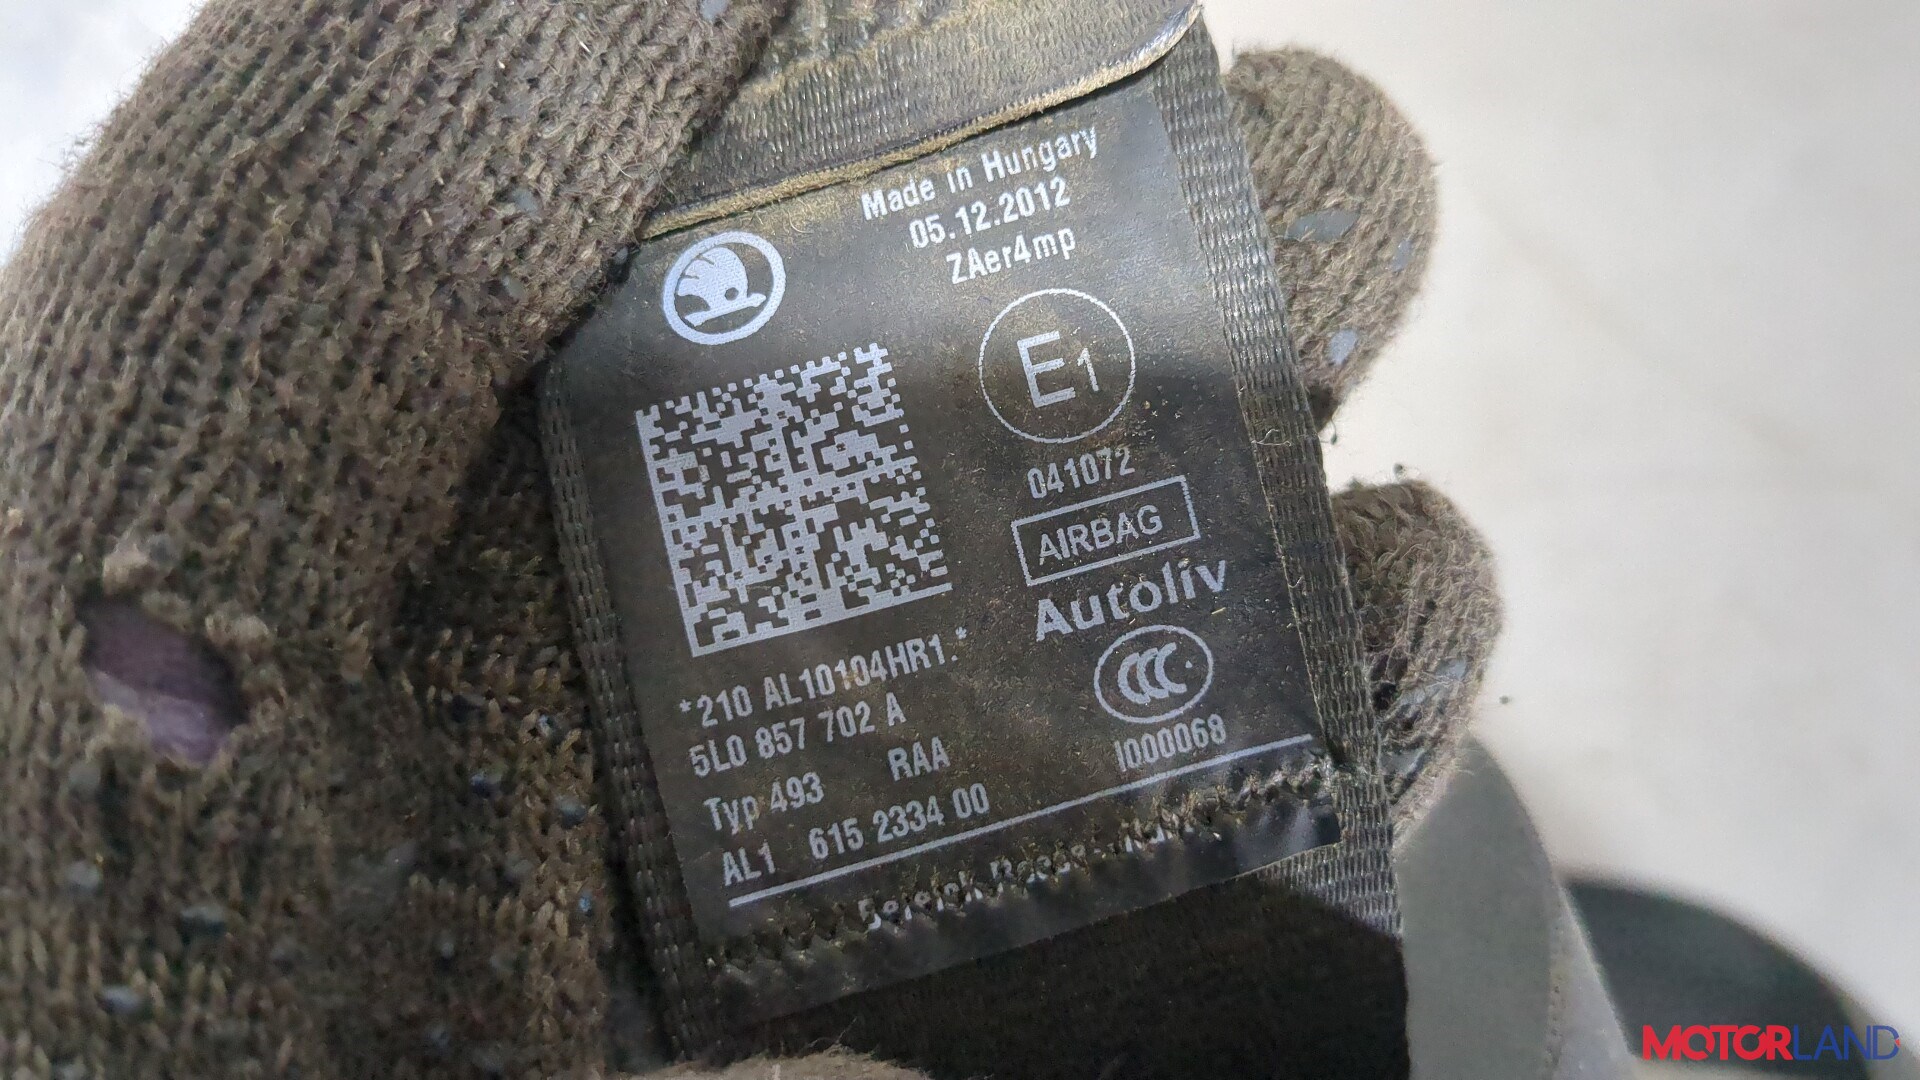 Made in Hungary
05.12.2012
ZAer4mp
E1
041072
AIRBAG
Autoliv
CCC
*210 AL10104HR1.*
5L0 857 702 A
Typ 493 RAA
I000068
AL1 615 2334 00
MOTORLAND